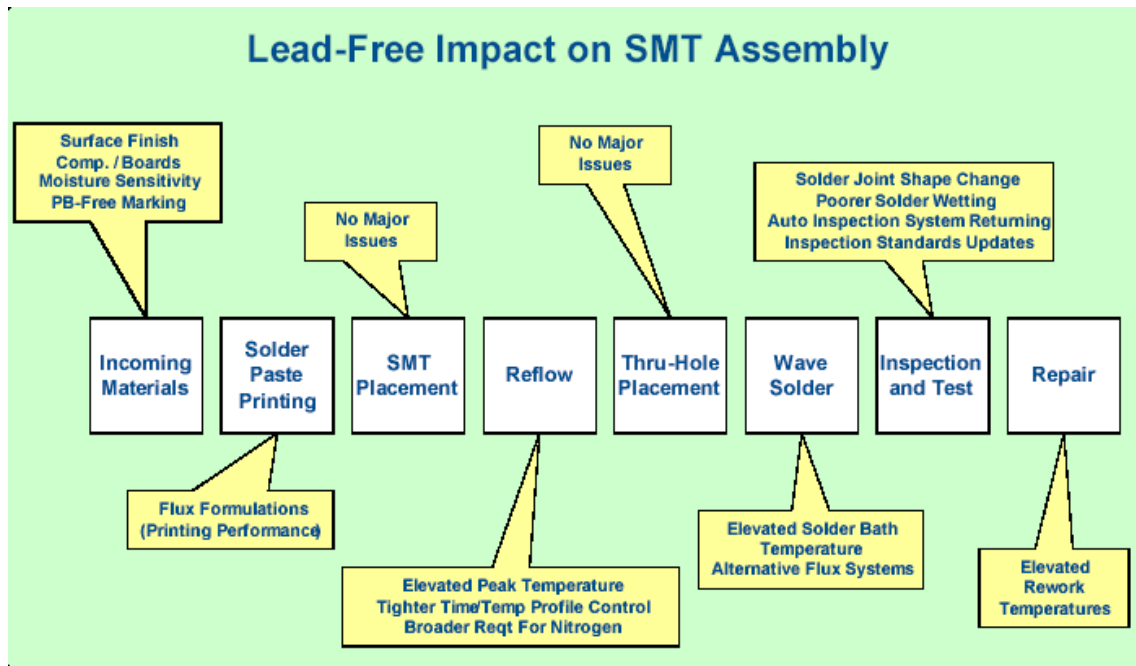 Lead-Free Impact on SMT Assembly
Surface Finish
Comp. / Boards
Moisture Sensitivity
PB-Free Marking
No Major
Issues
No Major
Issues
Solder Joint Shape Change
Poorer Solder Wetting
Auto Inspection System Returning
Inspection Standards Updates
Incoming
Materials
Solder
Paste
Printing
SMT
Placement
Reflow
Thru-Hole
Placement
Wave
Solder
Inspection
and Test
Repair
Flux Formulations
(Printing Performance)
Elevated Peak Temperature
Tighter Time/Temp Profile Control
Broader Reqt For Nitrogen
Elevated Solder Bath
Temperature
Alternative Flux Systems
Elevated
Rework
Temperatures